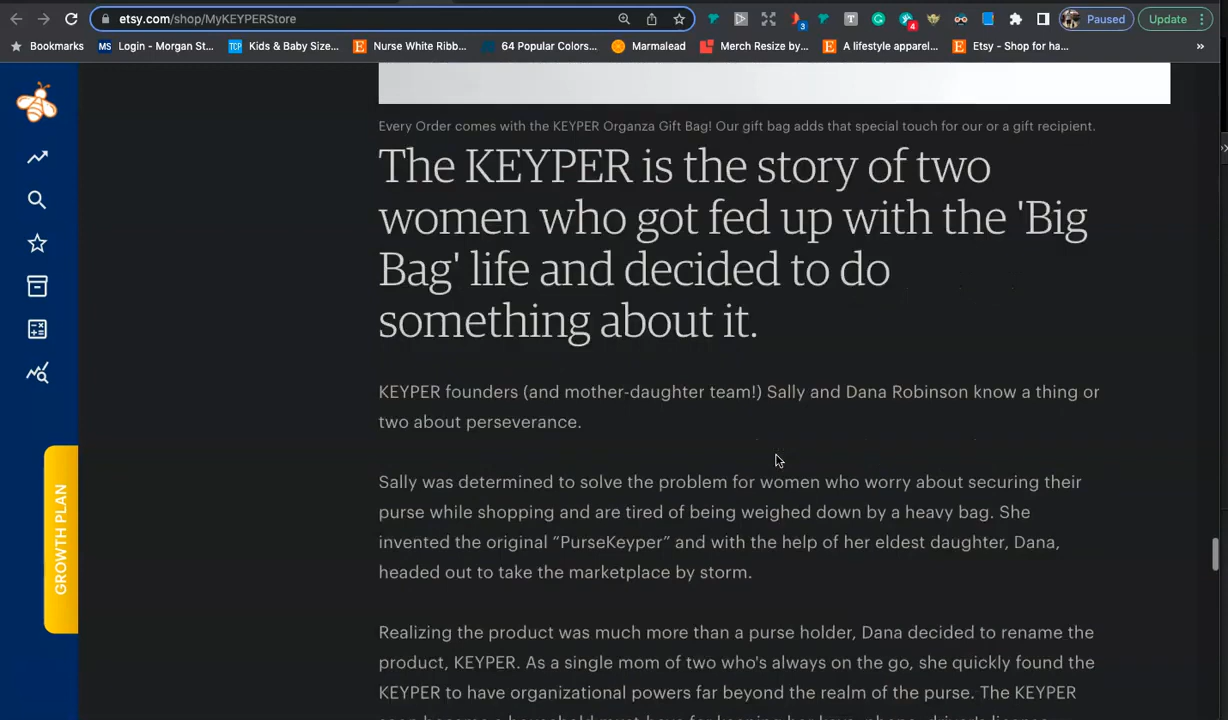 etsy.com/shop/MyKEYPERStore
T
3
4
Paused
Update
Bookmarks
MS Login - Morgan St...
TCP Kids & Baby Size...
E Nurse White Ribb...
64 Popular Colors...
Marmalead
Merch Resize by...
E A lifestyle apparel...
E Etsy - Shop for ha...
»
Every Order comes with the KEYPER Organza Gift Bag! Our gift bag adds that special touch for our or a gift recipient.
The KEYPER is the story of two
women who got fed up with the 'Big
Bag' life and decided to do
something about it.
KEYPER founders (and mother-daughter team!) Sally and Dana Robinson know a thing or
two about perseverance.
Sally was determined to solve the problem for women who worry about securing their
purse while shopping and are tired of being weighed down by a heavy bag. She
invented the original “PurseKeyper” and with the help of her eldest daughter, Dana,
headed out to take the marketplace by storm.
GROWTH PLAN
Realizing the product was much more than a purse holder, Dana decided to rename the
product, KEYPER. As a single mom of two who's always on the go, she quickly found the
KEYPER to have organizational powers far beyond the realm of the purse. The KEYPER